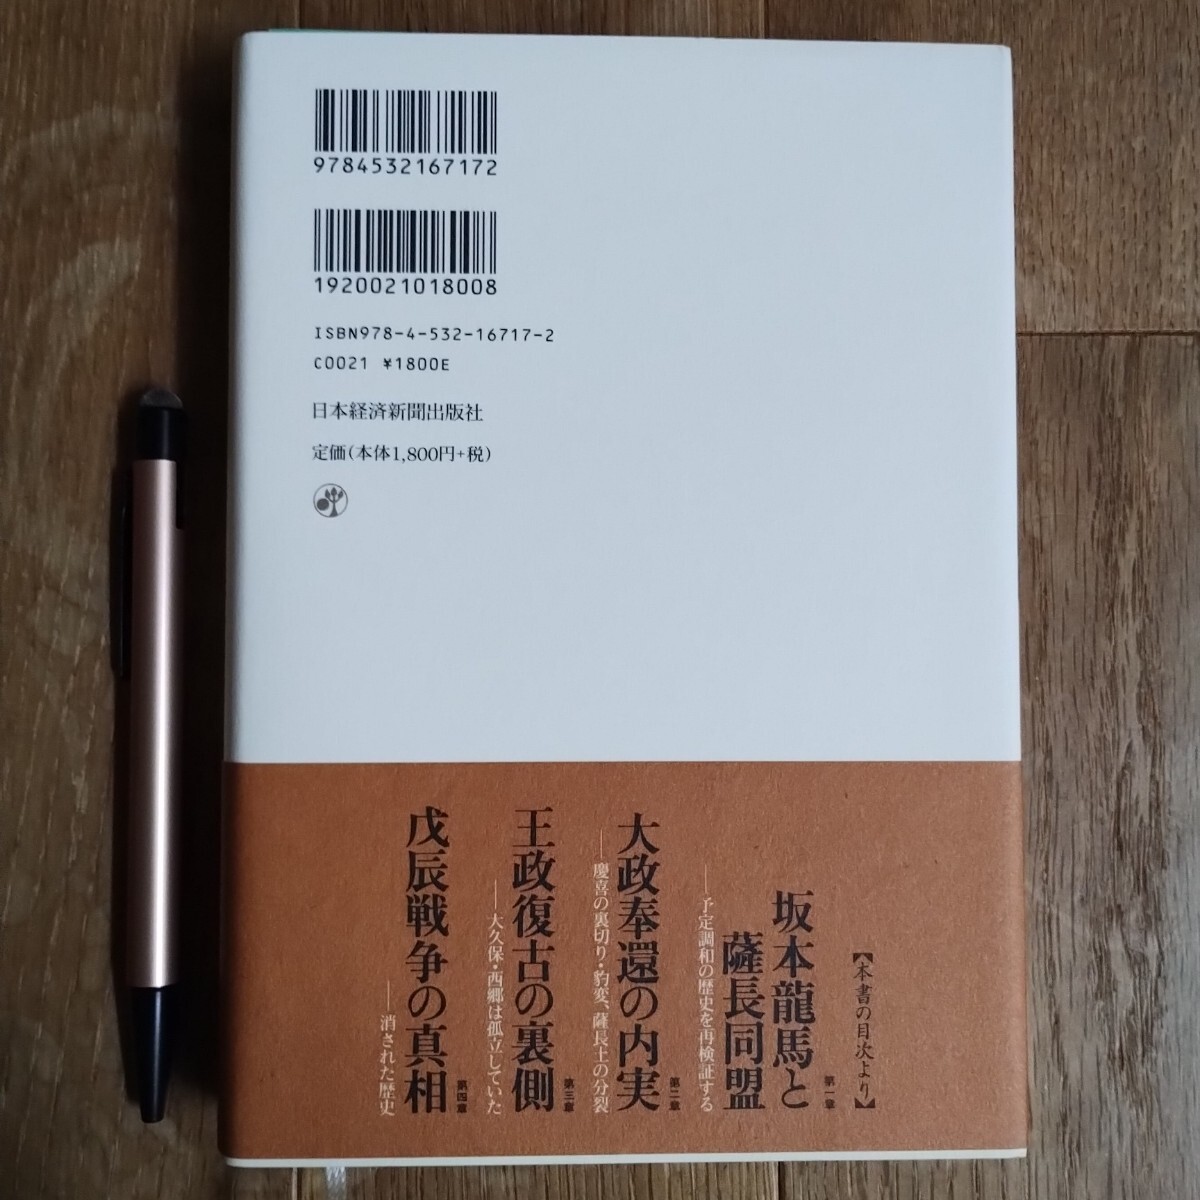 9784532167172
1920021018008
ISBN978-4-532-16717-2
C0021 ¥1800E
日本経済新聞出版社
定価(本体1,800円+税)
【本書の目次より】
第一章
坂本龍馬と
薩長同盟
──予定調和の歴史を再検証する
第二章
大政奉還の内実
──慶喜の裏切り・豹変、薩長土の分裂
第三章
王政復古の裏側
──大久保・西郷は孤立していた
第四章
戊辰戦争の真相
──消された歴史